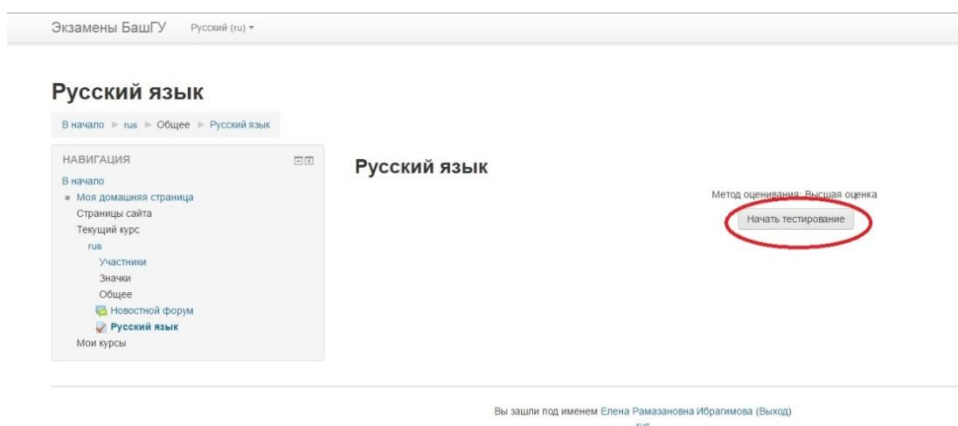 Экзамены БашГУ Русский (ru)
Русский язык
В начало ► rus ► Общее ► Русский язык
НАВИГАЦИЯ
В начало
Моя домашняя страница
Страницы сайта
Текущий курс
rus
Участники
Значки
Общее
Новостной форум
Русский язык
Мои курсы
Русский язык
Метод оценивания: Высшая оценка
Начать тестирование
Вы зашли под именем Елена Рамазановна Ибрагимова (Выход)
rus